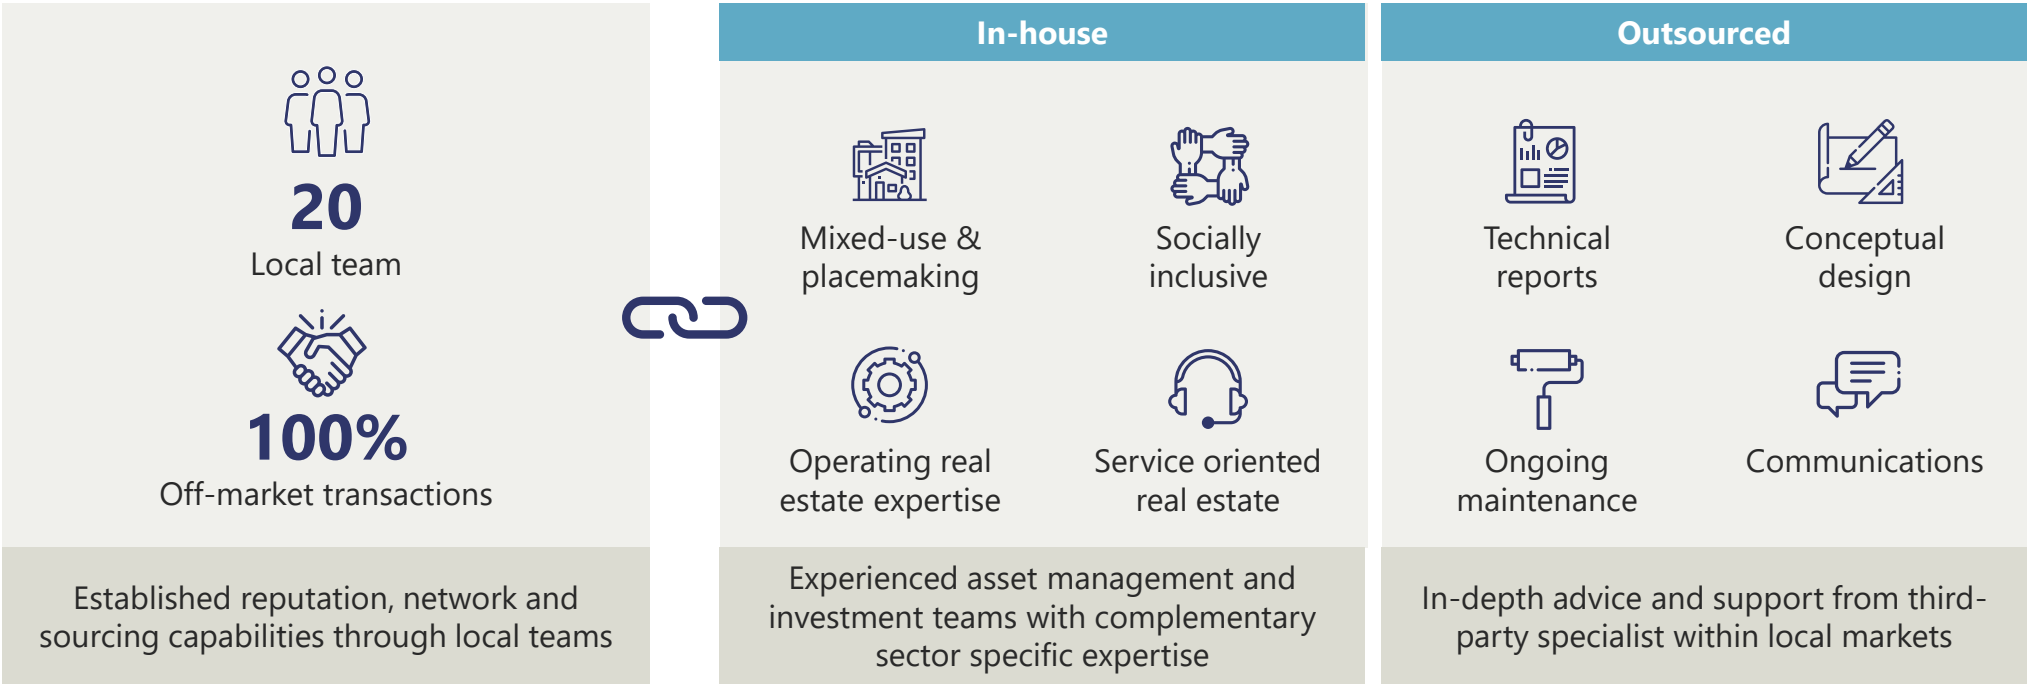 20
Local team
100%
Off-market transactions
Established reputation, network and
sourcing capabilities through local teams
In-house
Mixed-use &
placemaking
Socially
inclusive
Operating real
estate expertise
Service oriented
real estate
Experienced asset management and
investment teams with complementary
sector specific expertise
Outsourced
Technical
reports
Conceptual
design
Ongoing
maintenance
Communications
In-depth advice and support from third-
party specialist within local markets